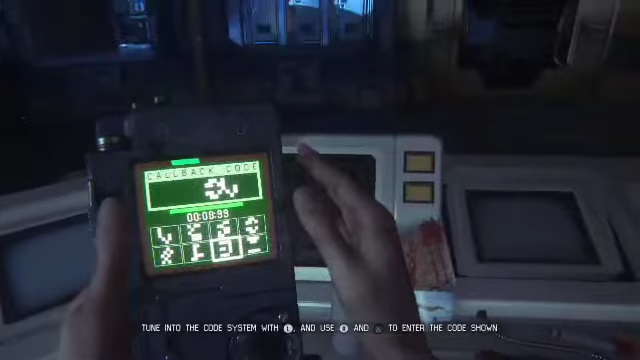 CALLBACK CODE
00:08:99
TUNE INTO THE CODE SYSTEM WITH L, AND USE X AND TO ENTER THE CODE SHOWN